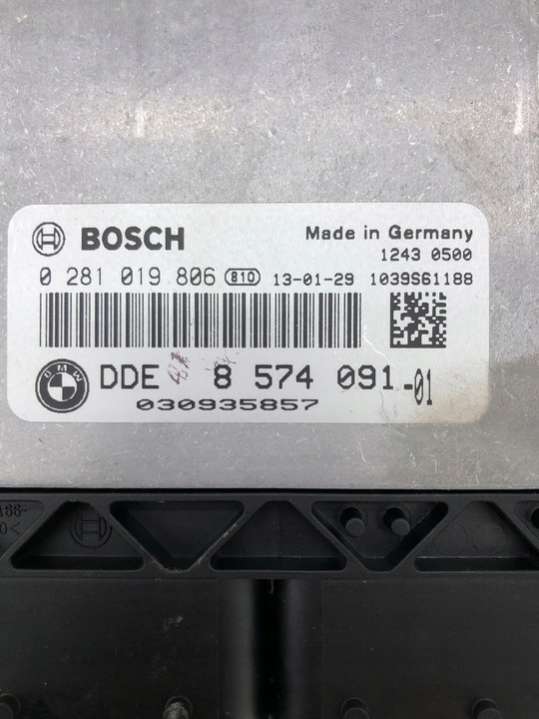 BOSCH
Made in Germany
1243 0500
0 281 019 806 810 13-01-29 1039S61188
BMW
DDE 8 574 091-01
030935857